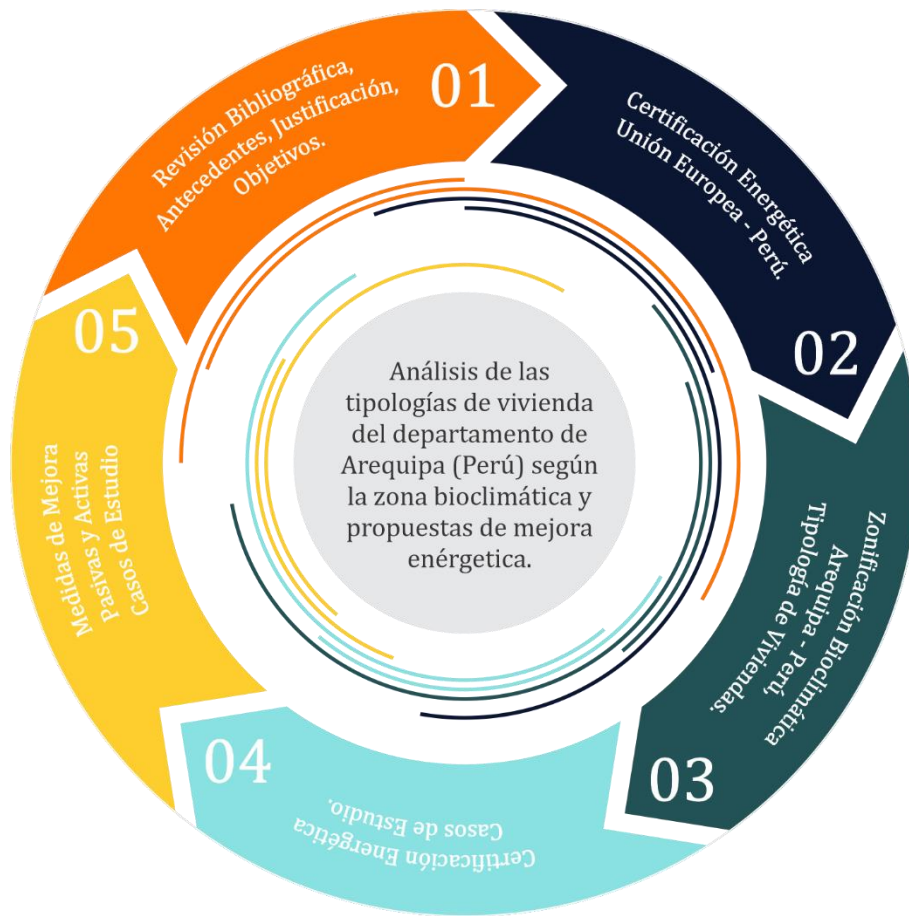 01
Revisión Bibliográfica,
Antecedentes, Justificación,
Objetivos.
Certificación Energética
Unión Europea - Perú.
02
Zonificación Bioclimática
Arequipa - Perú,
Tipología de Viviendas.
03
Certificación Energética
Casos de Estudio.
04
Medidas de Mejora
Pasivas y Activas
Casos de Estudio
05
Análisis de las
tipologías de vivienda
del departamento de
Arequipa (Perú) según
la zona bioclimática y
propuestas de mejora
enérgetica.